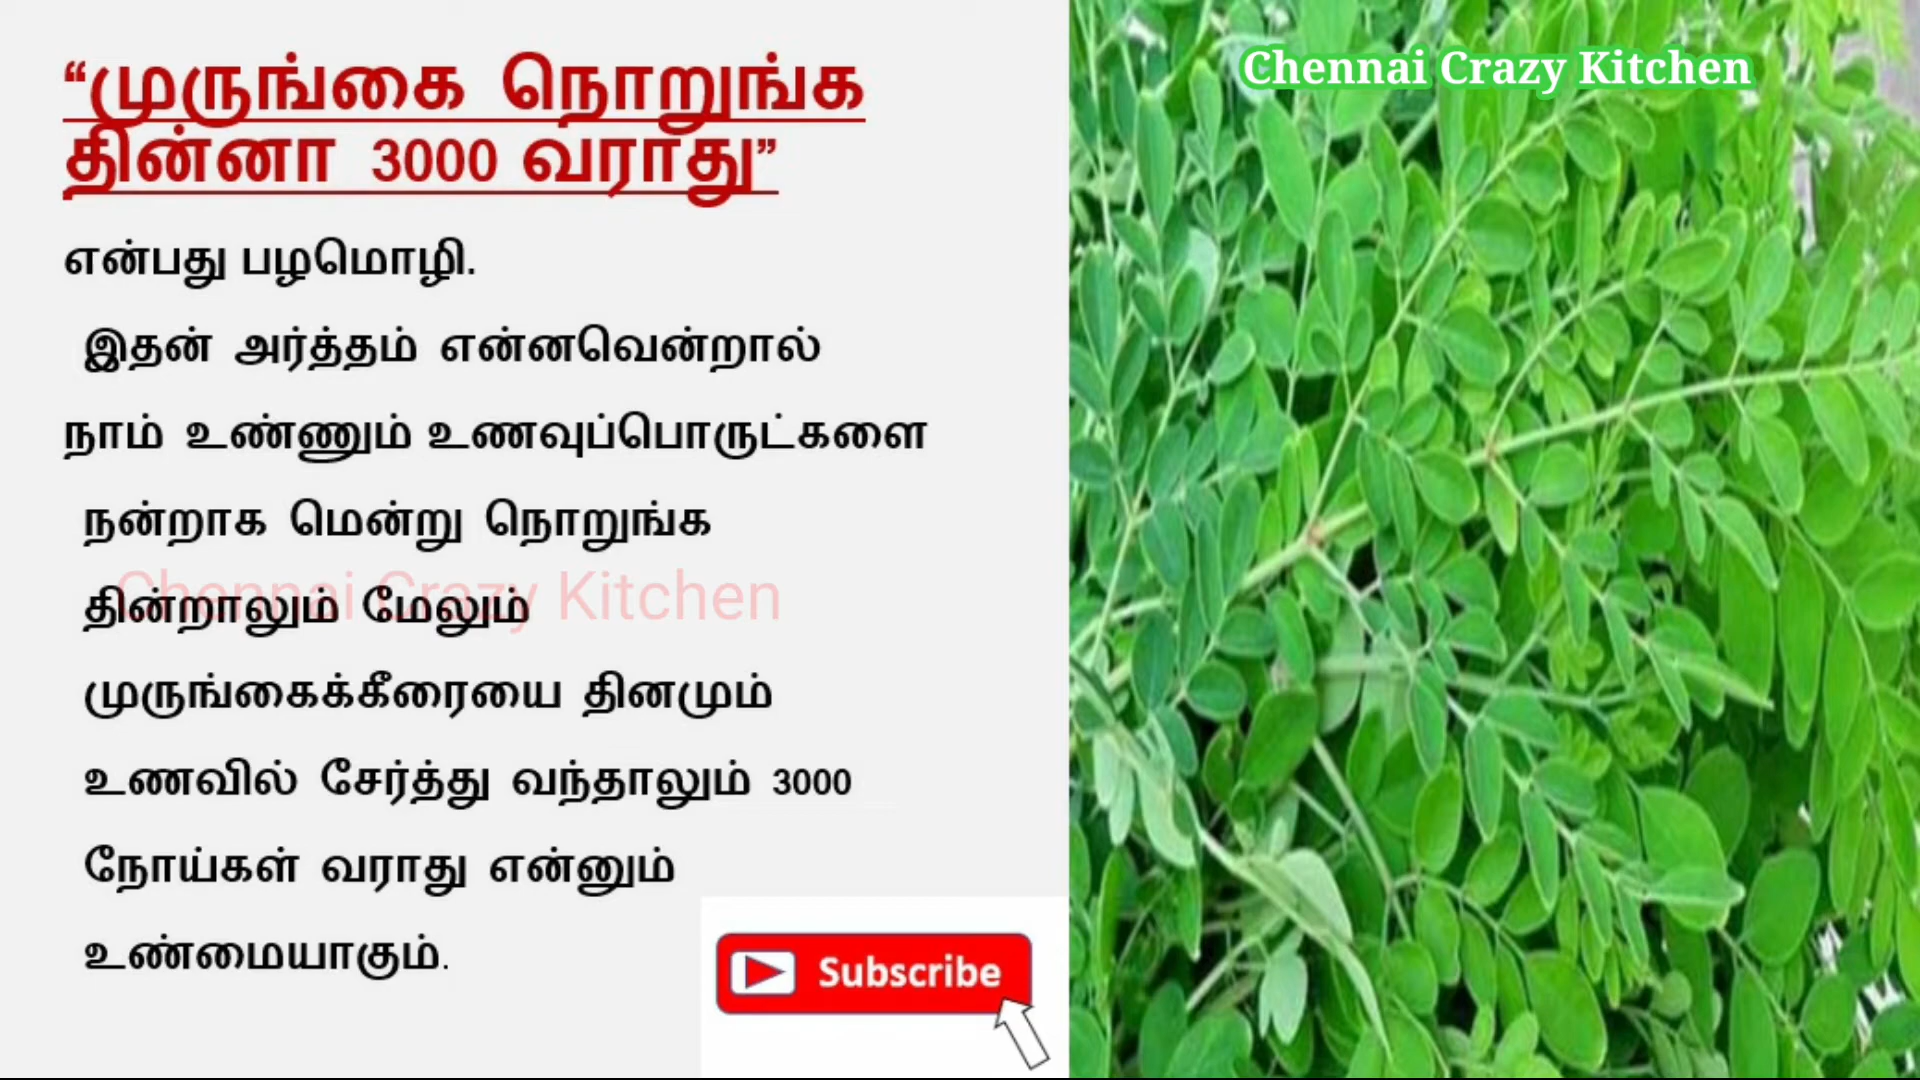 “முருங்கை நொறுங்க
தின்னா 3000 வராது”
என்பது பழமொழி.
இதன் அர்த்தம் என்னவென்றால்
நாம் உண்ணும் உணவுப்பொருட்களை
நன்றாக மென்று நொறுங்க
தின்றாலும் மேலும்
முருங்கைக்கீரையை தினமும்
உணவில் சேர்த்து வந்தாலும் 3000
நோய்கள் வராது என்னும்
உண்மையாகும்.
Chennai Crazy Kitchen
Subscribe
Chennai Crazy Kitchen